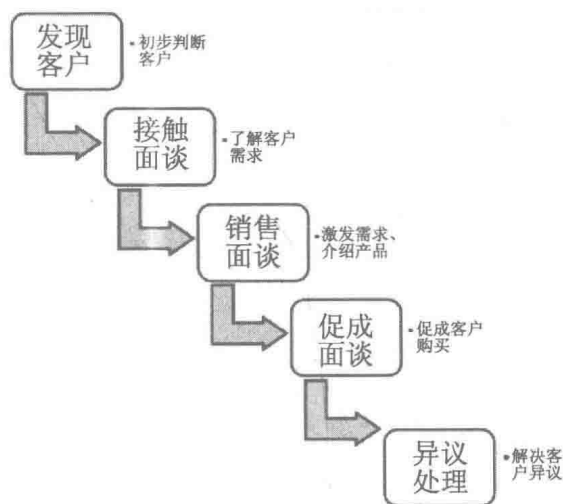 发现
客户
·初步判断
客户
接触
面谈
·了解客户
需求
销售
面谈
·激发需求、
介绍产品
促成
面谈
·促成客户
购买
异议
处理
·解决客
户异议